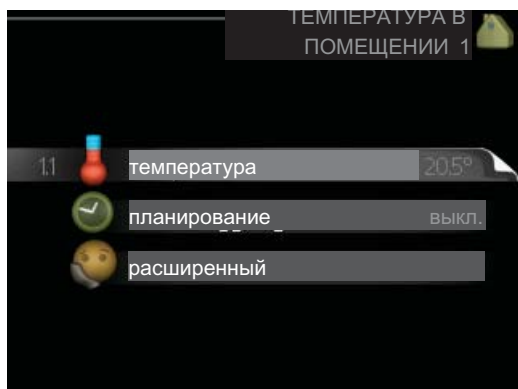 ТЕМПЕРАТУРА В
ПОМЕЩЕНИИ 1
1.1 температура 20.5°
планирование выкл.
расширенный